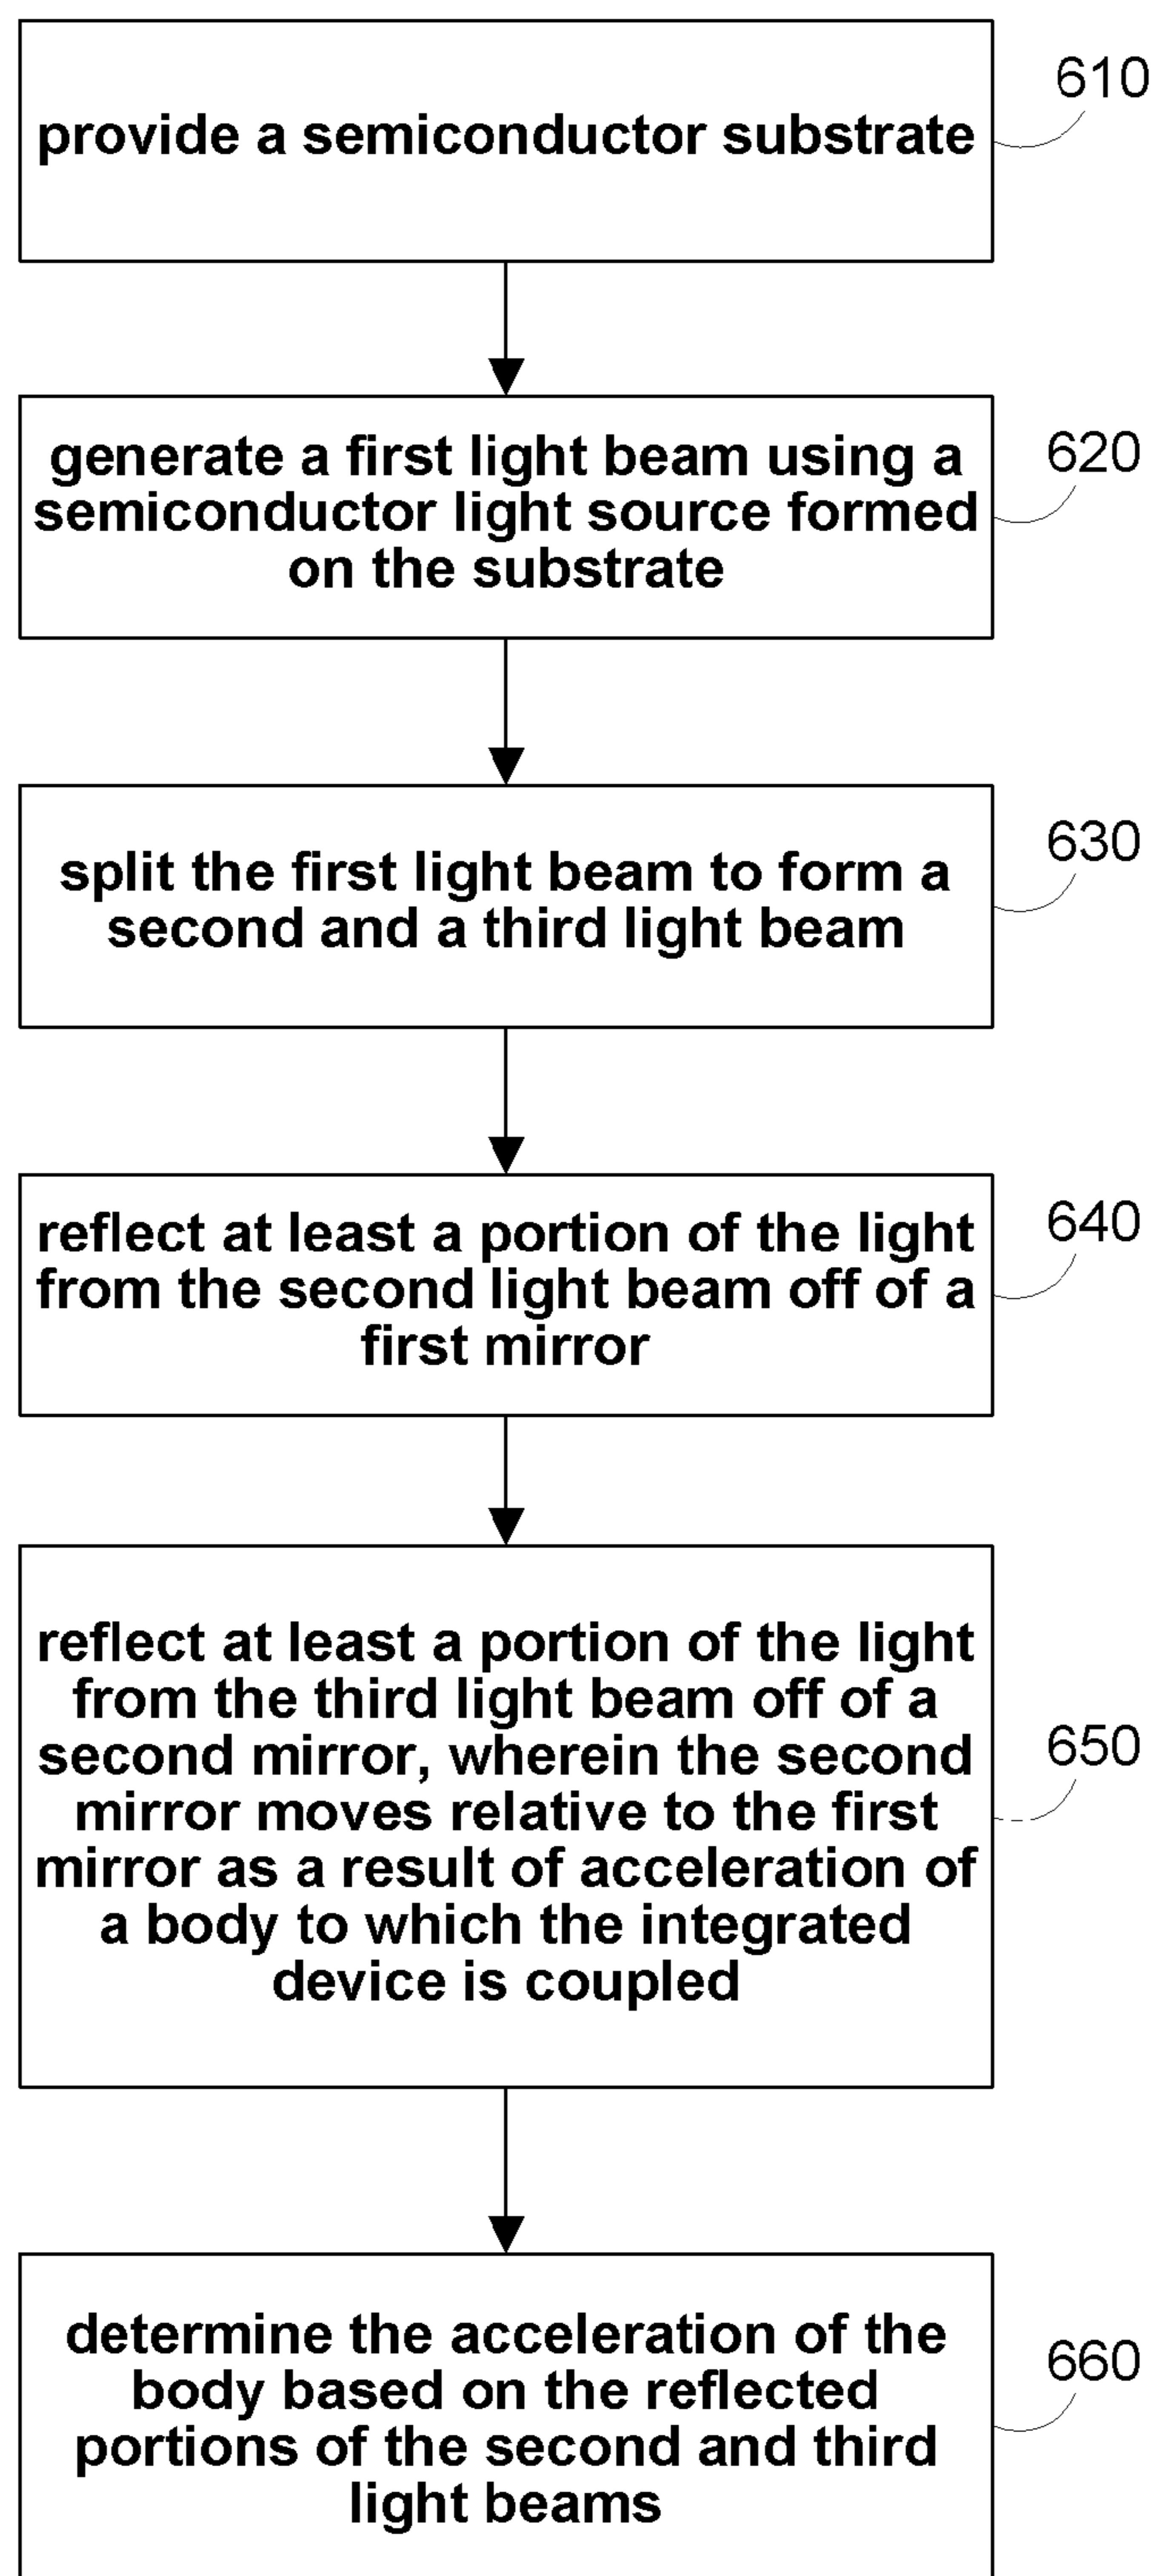 610
provide a semiconductor substrate
620
generate a first light beam using a
semiconductor light source formed
on the substrate
630
split the first light beam to form a
second and a third light beam
640
reflect at least a portion of the light
from the second light beam off of a
first mirror
reflect at least a portion of the light
from the third light beam off of a
second mirror, wherein the second
650
mirror moves relative to the first
mirror as a result of acceleration of
a body to which the integrated
device is coupled
determine the acceleration of the
660
body based on the reflected
portions of the second and third
light beams